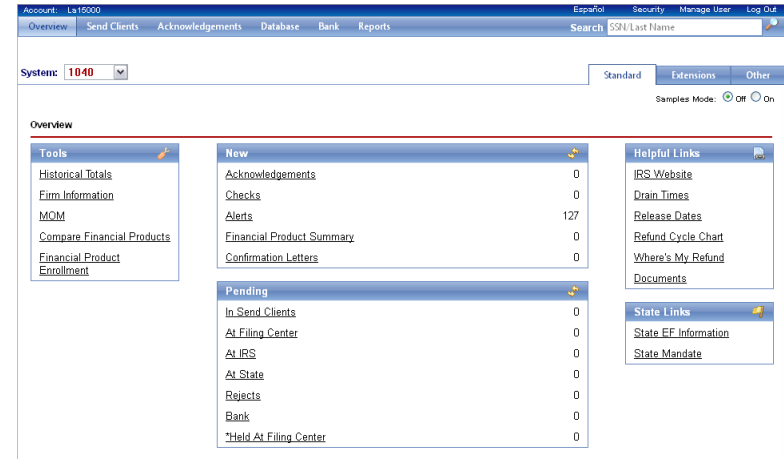 Account: La15000 Español Security Manage User Log Out
Overview Send Clients Acknowledgements Database Bank Reports Search SSN/Last Name
System: 1040
Standard Extensions Other
Samples Mode: Off On
Overview
Tools
Historical Totals
Firm Information
MOM
Compare Financial Products
Financial Product
Enrollment
New
Acknowledgements 0
Checks 0
Alerts 127
Financial Product Summary 0
Confirmation Letters 0
Pending
In Send Clients 0
At Filing Center 0
At IRS 0
At State 0
Rejects 0
Bank 0
*Held At Filing Center 0
Helpful Links
IRS Website
Drain Times
Release Dates
Refund Cycle Chart
Where's My Refund
Documents
State Links
State EF Information
State Mandate